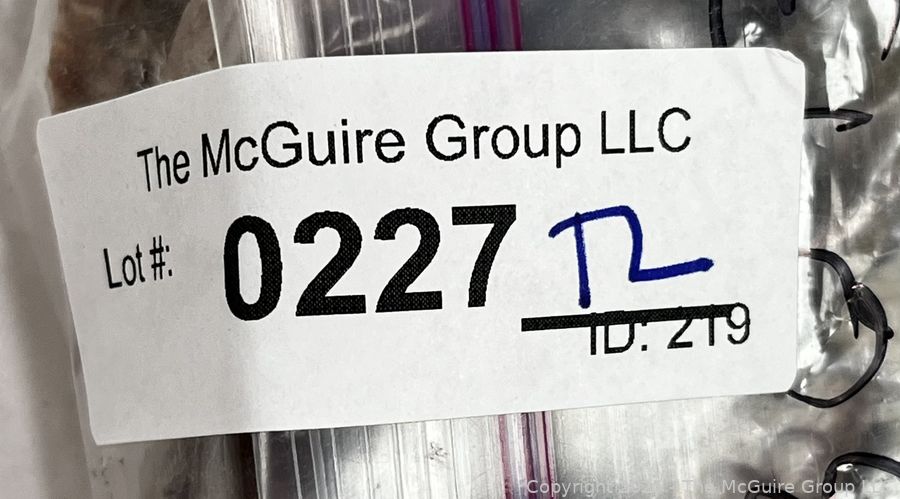 The McGuire Group LLC
Lot #: 0227 TL
ID: 219
The McGuire Group LLC